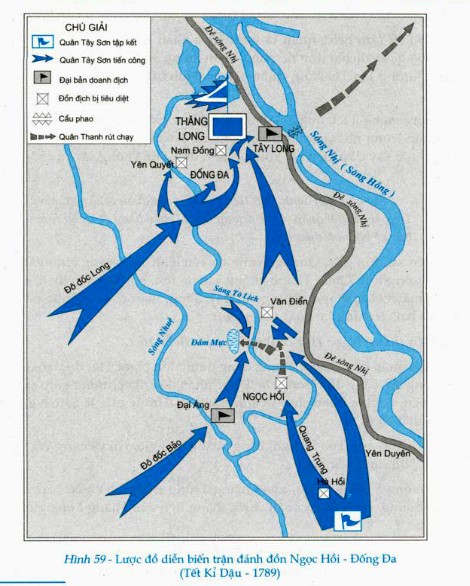 CHÚ GIẢI
Quân Tây Sơn tập kết
Quân Tây Sơn tiến công
Đại bản doanh địch
Đồn địch bị tiêu diệt
Cầu phao
Quân Thanh rút chạy
Đê sông Nhị
THĂNG
LONG
TÂY LONG
Sông Nhị (Sông Hồng)
Nam Đồng
Yên Quyết
ĐỐNG ĐA
Đê sông Nhị
Đô đốc Long
Sông Tô Lịch
Văn Điển
Sông Nhuệ
Đầm Mực
Đê sông Nhị
NGỌC HỒI
Đại Áng
Đô đốc Bảo
Quang Trung
Yên Duyên
Hà Hồi
Hình 59 - Lược đồ diễn biến trận đánh đồn Ngọc Hồi - Đống Đa
(Tết Kỉ Dậu - 1789)